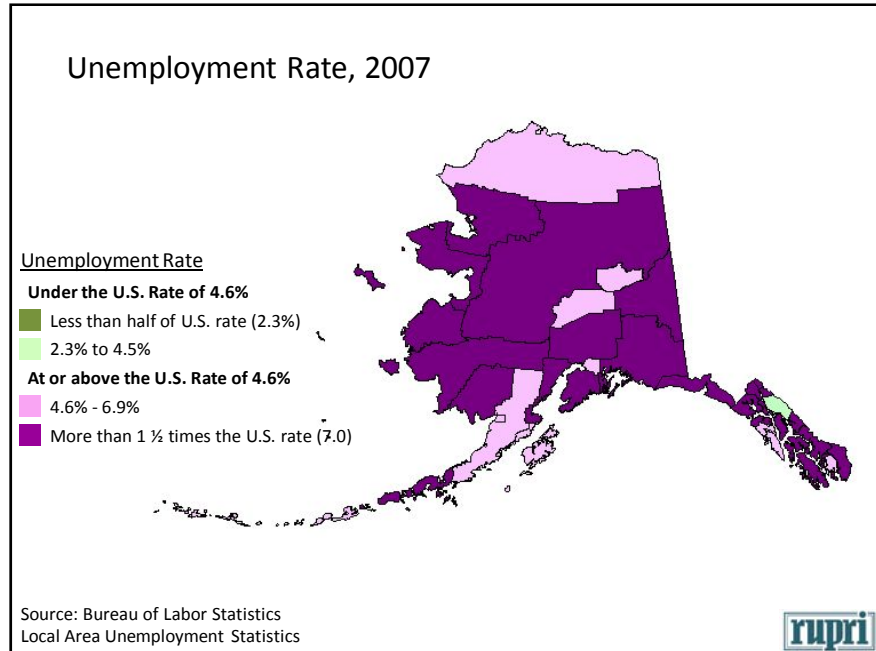 Unemployment Rate, 2007
Unemployment Rate
Under the U.S. Rate of 4.6%
Less than half of U.S. rate (2.3%)
2.3% to 4.5%
At or above the U.S. Rate of 4.6%
4.6% - 6.9%
More than 1 ½ times the U.S. rate (7.0)
Source: Bureau of Labor Statistics
Local Area Unemployment Statistics
rupri